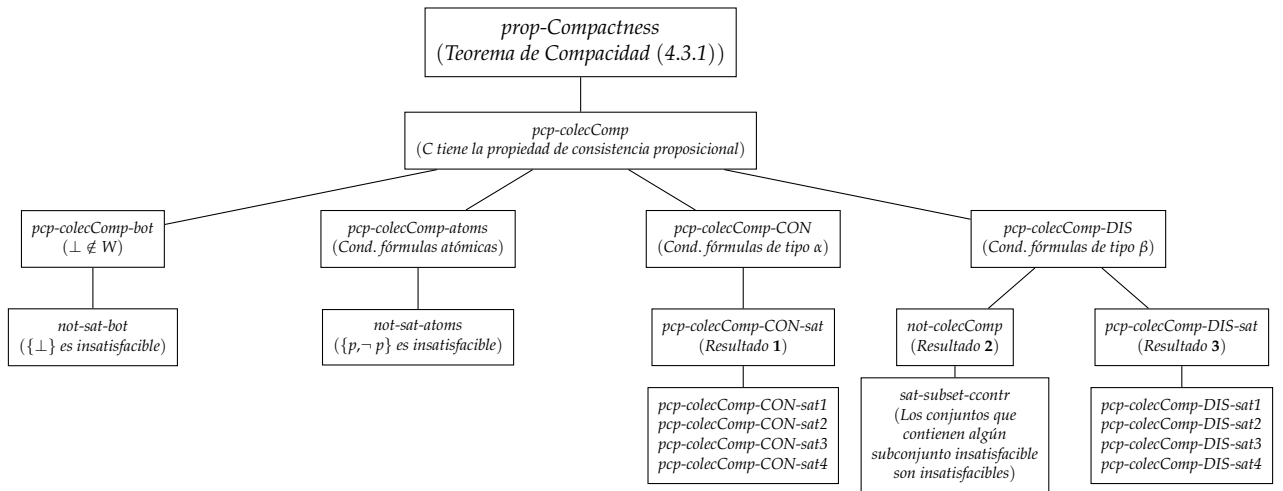 prop-Compactness
(Teorema de Compacidad (4.3.1))
pcp-colecComp
(C tiene la propiedad de consistencia proposicional)
pcp-colecComp-bot
(⊥ ∉ W)
pcp-colecComp-atoms
(Cond. fórmulas atómicas)
pcp-colecComp-CON
(Cond. fórmulas de tipo α)
pcp-colecComp-DIS
(Cond. fórmulas de tipo β)
not-sat-bot
({⊥} es insatisfacible)
not-sat-atoms
({p,¬ p} es insatisfacible)
pcp-colecComp-CON-sat
(Resultado 1)
not-colecComp
(Resultado 2)
pcp-colecComp-DIS-sat
(Resultado 3)
pcp-colecComp-CON-sat1
pcp-colecComp-CON-sat2
pcp-colecComp-CON-sat3
pcp-colecComp-CON-sat4
sat-subset-ccontr
(Los conjuntos que
contienen algún
subconjunto insatisfacible
son insatisfacibles)
pcp-colecComp-DIS-sat1
pcp-colecComp-DIS-sat2
pcp-colecComp-DIS-sat3
pcp-colecComp-DIS-sat4